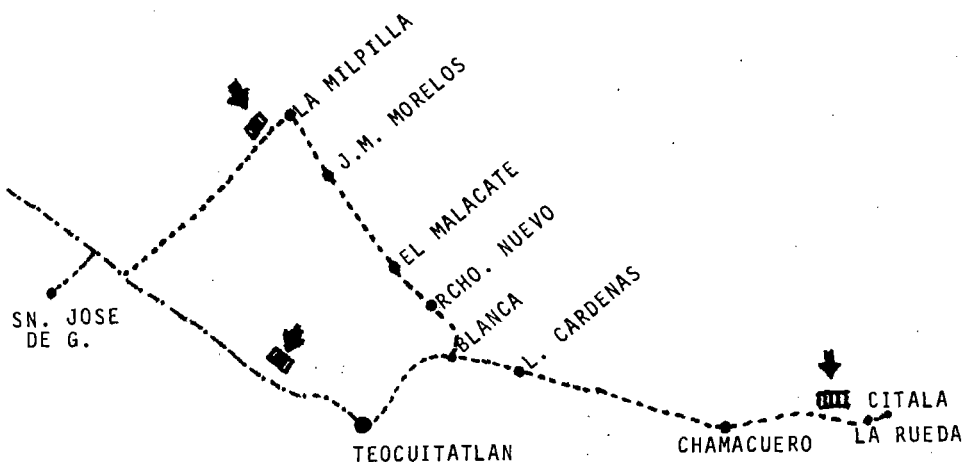 LA MILPILLA
J.M. MORELOS
EL MALACATE
RCHO. NUEVO
BLANCA
L. CARDENAS
SN. JOSE
DE G.
CITALA
LA RUEDA
CHAMACUERO
TEOCUITATLAN